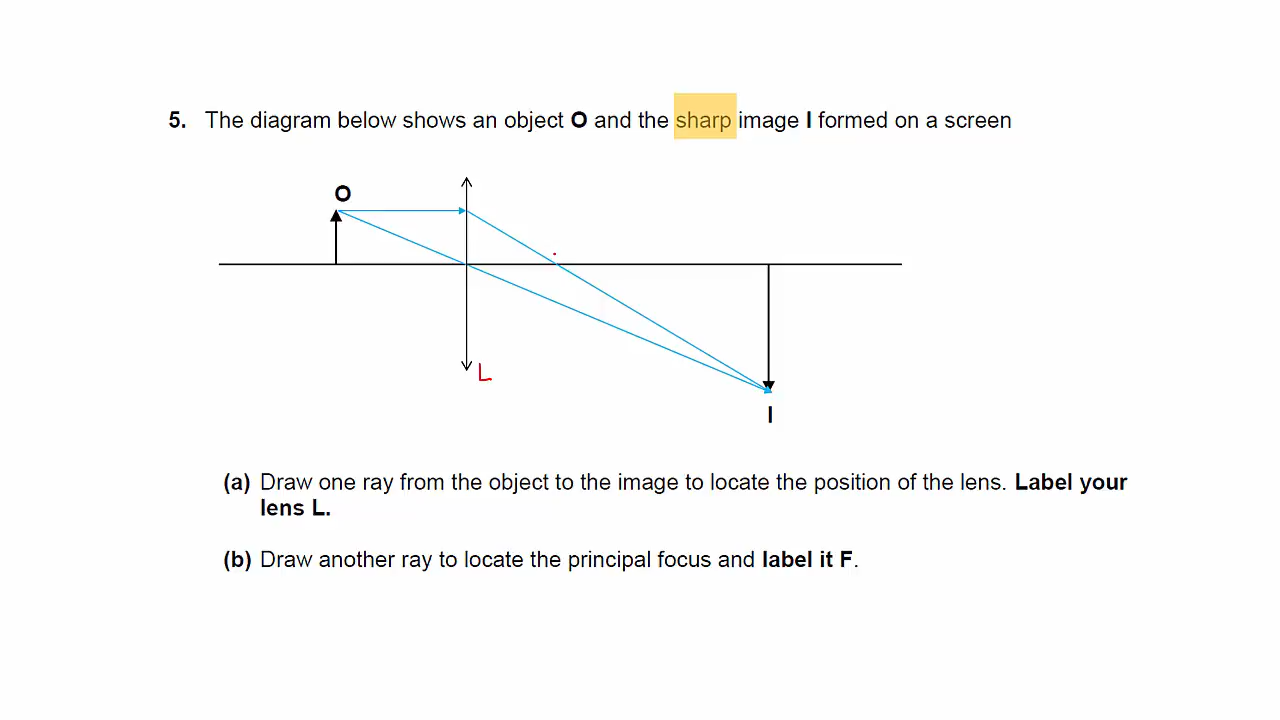 5. The diagram below shows an object O and the sharp image I formed on a screen
O
L
I
(a) Draw one ray from the object to the image to locate the position of the lens. Label your
lens L.
(b) Draw another ray to locate the principal focus and label it F.